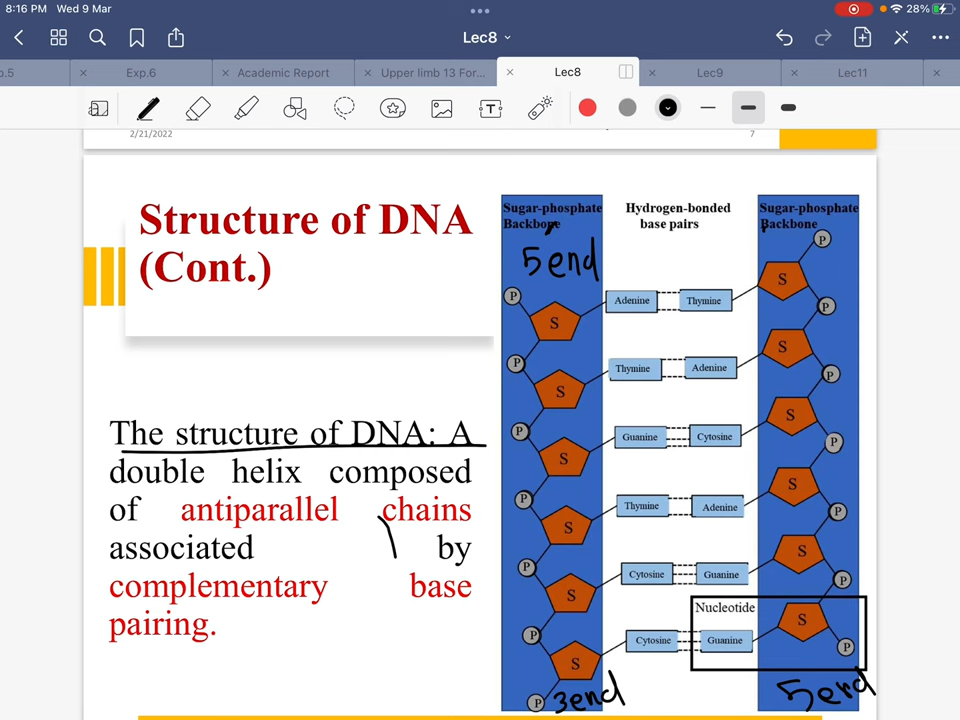 8:16 PM Wed 9 Mar
28%
Lec8
p.5
Exp.6
Academic Report
Upper limb 13 For...
Lec8
Lec9
Lec11
2/21/2022
7
Structure of DNA
(Cont.)
The structure of DNA: A
double helix composed
of antiparallel chains
associated by
complementary base
pairing.
Sugar-phosphate
Backbone
Hydrogen-bonded
base pairs
Sugar-phosphate
Backbone
5' end
P
P
S
Adenine
Thymine
S
P
P
S
Thymine
Adenine
S
P
P
S
Guanine
Cytosine
S
P
P
S
Thymine
Adenine
S
P
P
S
Cytosine
Guanine
S
P
Nucleotide
P
S
Cytosine
Guanine
S
P
P
3end
5end